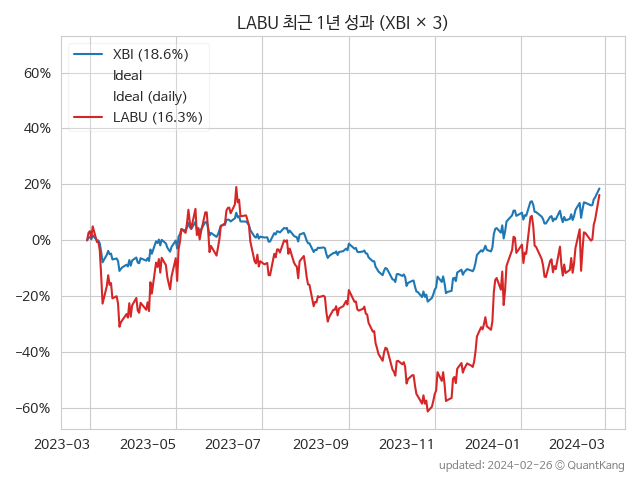 LABU 최근 1년 성과 (XBI × 3)
XBI (18.6%)
Ideal
Ideal (daily)
LABU (16.3%)
60%
40%
20%
0%
−20%
−40%
−60%
2023-03 2023-05 2023-07 2023-09 2023-11 2024-01 2024-03
updated: 2024-02-26 © QuantKang